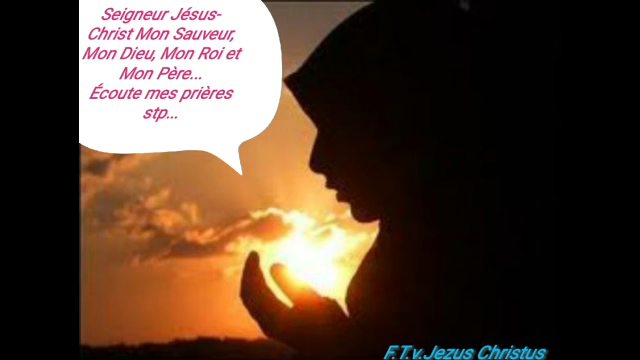 Seigneur Jésus-
Christ Mon Sauveur,
Mon Dieu, Mon Roi et
Mon Père...
Écoute mes prières
stp...
F.T.v.Jezus Christus